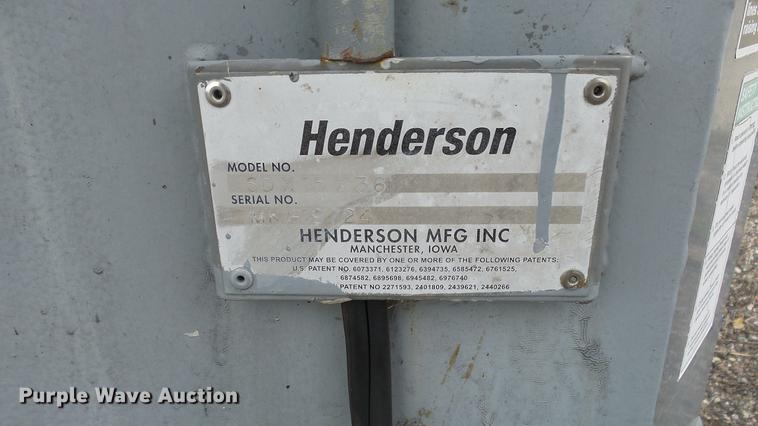 Henderson
MODEL NO.
SERIAL NO.
HENDERSON MFG INC
MANCHESTER, IOWA
THIS PRODUCT MAY BE COVERED BY ONE OR MORE OF THE FOLLOWING PATENTS:
U.S. PATENT NO. 6073371, 6123276, 6394735, 6585472, 6761525,
6874582, 6895698, 6945482, 6976740
PATENT NO 2271593, 2401809, 2439621, 2440266
Purple Wave Auction